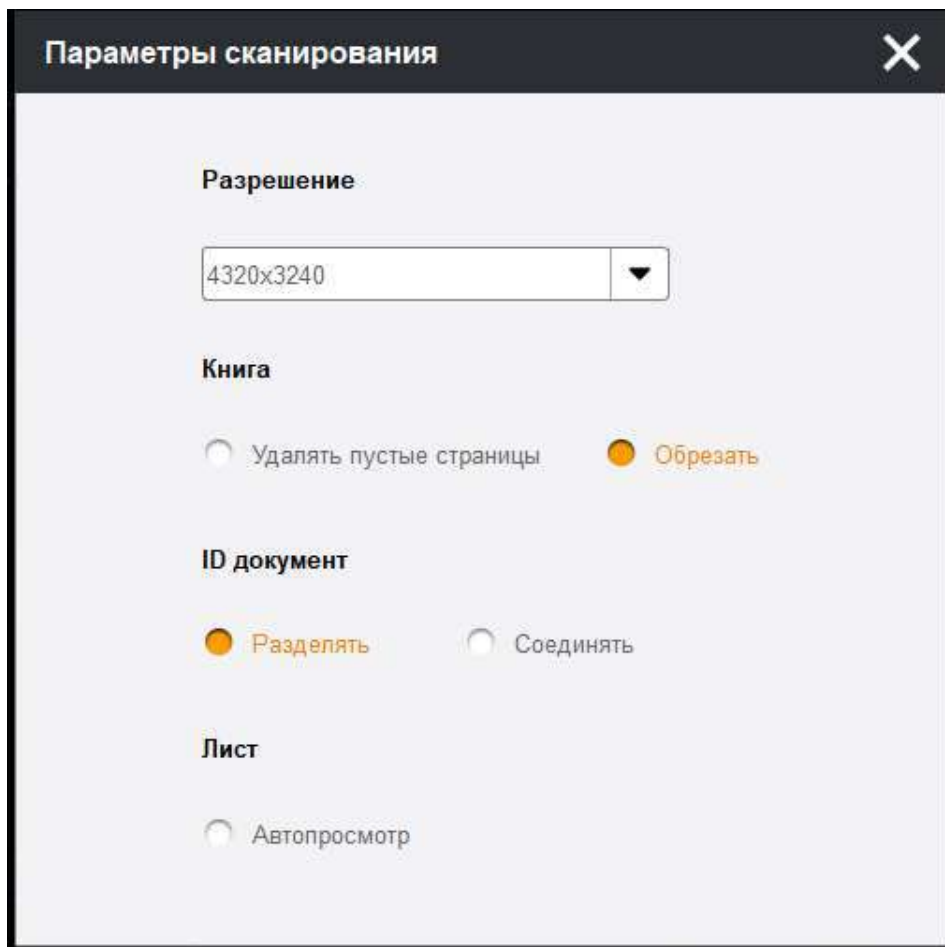 Параметры сканирования
Разрешение
4320x3240
Книга
Удалять пустые страницы Обрезать
ID документ
Разделять Соединять
Лист
Автопросмотр